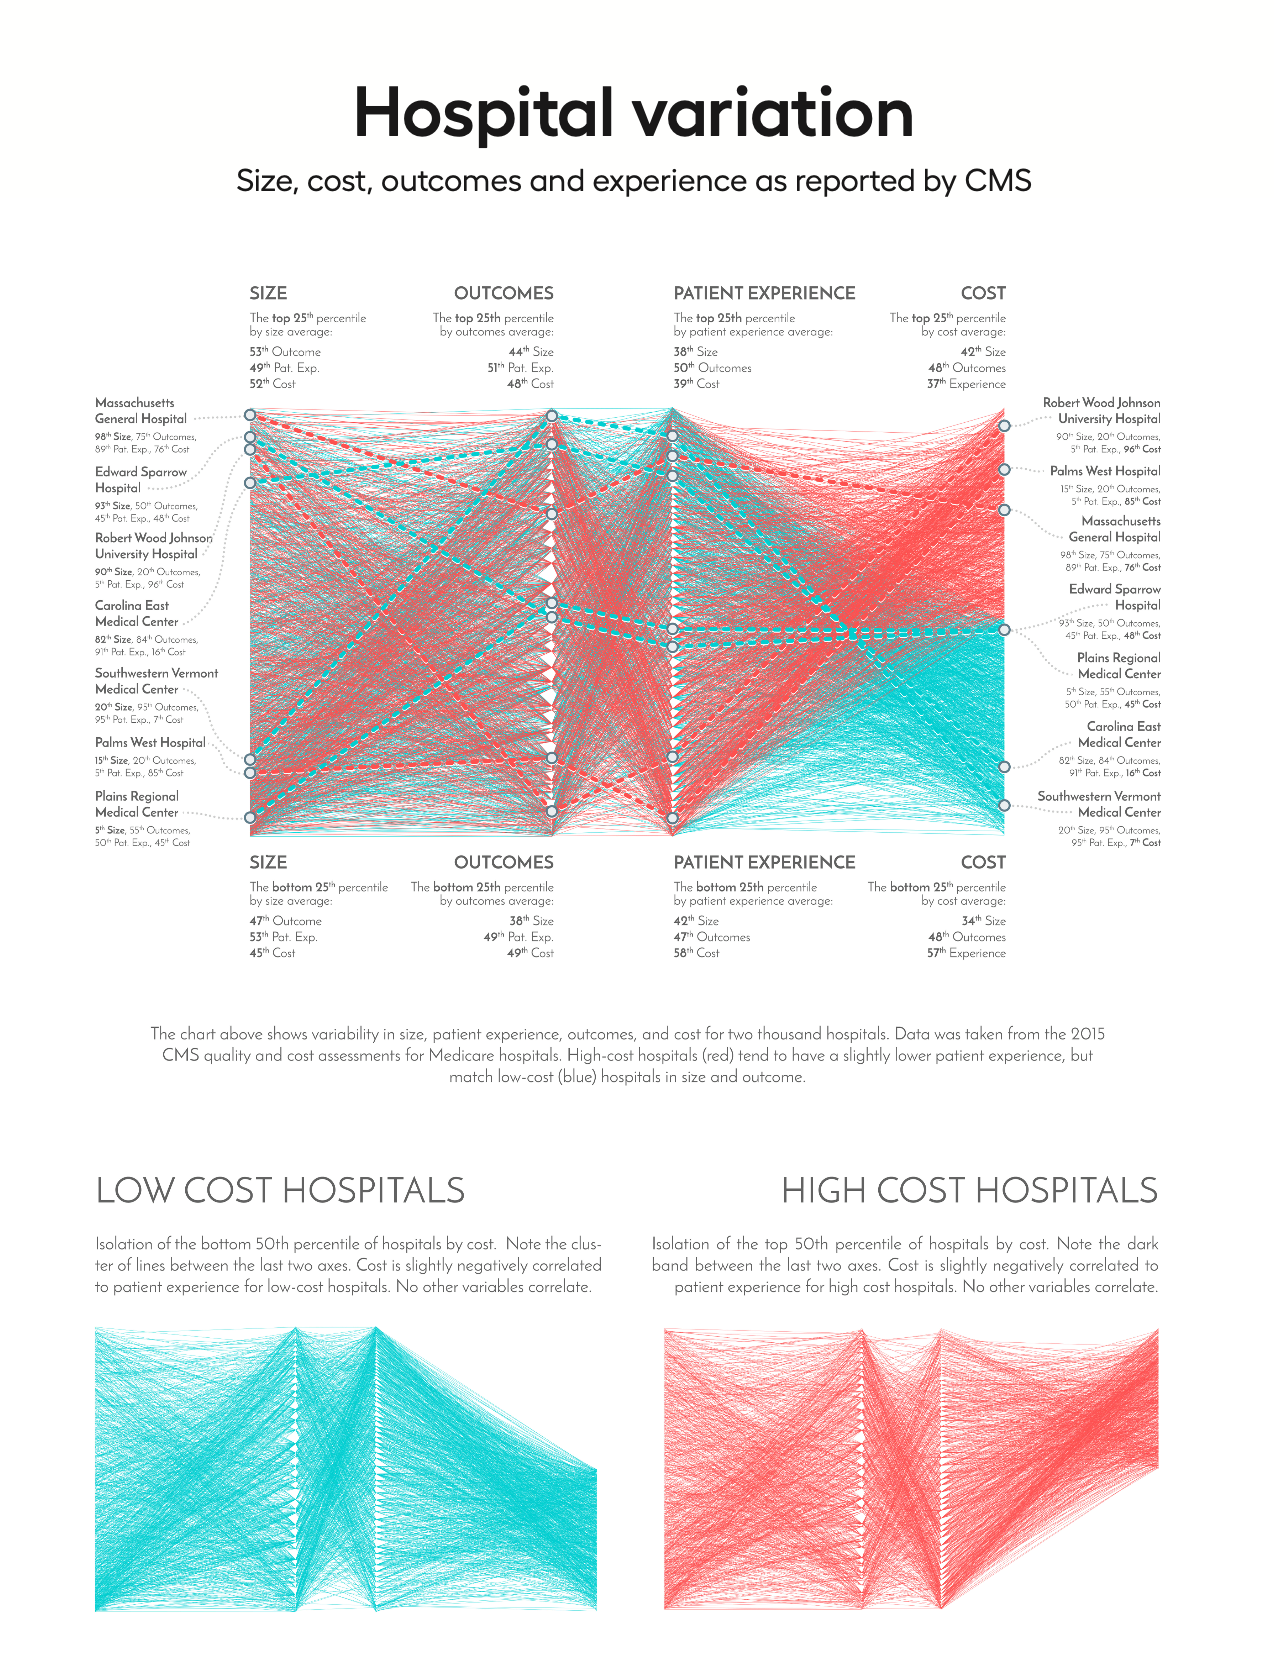 Hospital variation
Size, cost, outcomes and experience as reported by CMS
SIZE
The top 25th percentile
by size average:
53rd Outcome
49th Pat. Exp.
52th Cost
OUTCOMES
The top 25th percentile
by outcomes average:
44th Size
51th Pat. Exp.
48th Cost
PATIENT EXPERIENCE
The top 25th percentile
by patient experience average:
38th Size
50th Outcomes
39th Cost
COST
The top 25th percentile
by cost average:
42th Size
48th Outcomes
37th Experience
Massachusetts
General Hospital
98th Size, 75th Outcomes,
89th Pat. Exp., 76th Cost
Edward Sparrow
Hospital
93th Size, 50th Outcomes,
45th Pat. Exp., 48th Cost
Robert Wood Johnson
University Hospital
90th Size, 20th Outcomes,
5th Pat. Exp., 96th Cost
Carolina East
Medical Center
82th Size, 84th Outcomes,
91th Pat. Exp., 16th Cost
Southwestern Vermont
Medical Center
20th Size, 95th Outcomes,
95th Pat. Exp., 7th Cost
Palms West Hospital
15th Size, 20th Outcomes,
5th Pat. Exp., 85th Cost
Plains Regional
Medical Center
5th Size, 55th Outcomes,
50th Pat. Exp., 45th Cost
Robert Wood Johnson
University Hospital
90th Size, 20th Outcomes,
5th Pat. Exp., 96th Cost
Palms West Hospital
15th Size, 20th Outcomes,
5th Pat. Exp., 85th Cost
Massachusetts
General Hospital
98th Size, 75th Outcomes,
89th Pat. Exp., 76th Cost
Edward Sparrow
Hospital
93th Size, 50th Outcomes,
45th Pat. Exp., 48th Cost
Plains Regional
Medical Center
5th Size, 55th Outcomes,
50th Pat. Exp., 45th Cost
Carolina East
Medical Center
82th Size, 84th Outcomes,
91th Pat. Exp., 16th Cost
Southwestern Vermont
Medical Center
20th Size, 95th Outcomes,
95th Pat. Exp., 7th Cost
SIZE
The bottom 25th percentile
by size average:
47th Outcome
53th Pat. Exp.
45th Cost
OUTCOMES
The bottom 25th percentile
by outcomes average:
38th Size
49th Pat. Exp.
49th Cost
PATIENT EXPERIENCE
The bottom 25th percentile
by patient experience average:
42th Size
47th Outcomes
58th Cost
COST
The bottom 25th percentile
by cost average:
34th Size
48th Outcomes
57th Experience
The chart above shows variability in size, patient experience, outcomes, and cost for two thousand hospitals. Data was taken from the 2015
CMS quality and cost assessments for Medicare hospitals. High-cost hospitals (red) tend to have a slightly lower patient experience, but
match low-cost (blue) hospitals in size and outcome.
LOW COST HOSPITALS
Isolation of the bottom 50th percentile of hospitals by cost. Note the clus-
ter of lines between the last two axes. Cost is slightly negatively correlated
to patient experience for low-cost hospitals. No other variables correlate.
HIGH COST HOSPITALS
Isolation of the top 50th percentile of hospitals by cost. Note the dark
band between the last two axes. Cost is slightly negatively correlated to
patient experience for high cost hospitals. No other variables correlate.